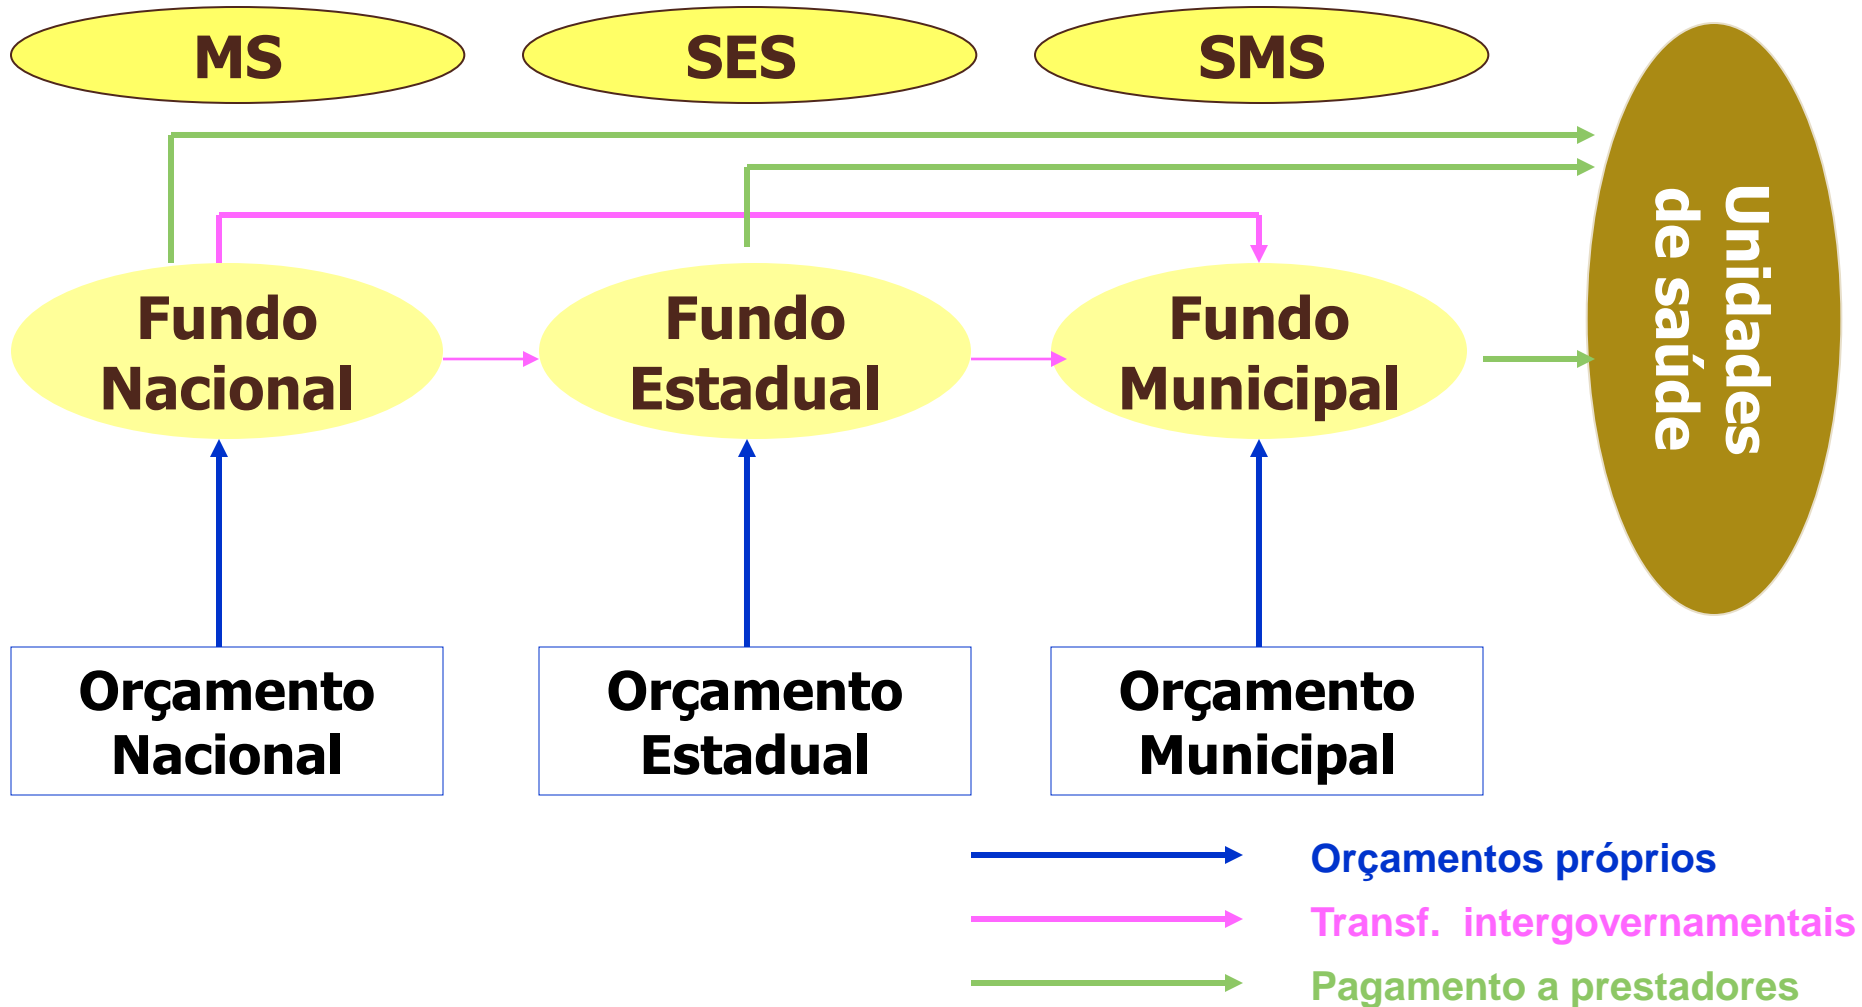 MS
SES
SMS
Unidades
de saúde
Fundo
Nacional
Fundo
Estadual
Fundo
Municipal
Orçamento
Nacional
Orçamento
Estadual
Orçamento
Municipal
Orçamentos próprios
Transf.  intergovernamentais
Pagamento a prestadores